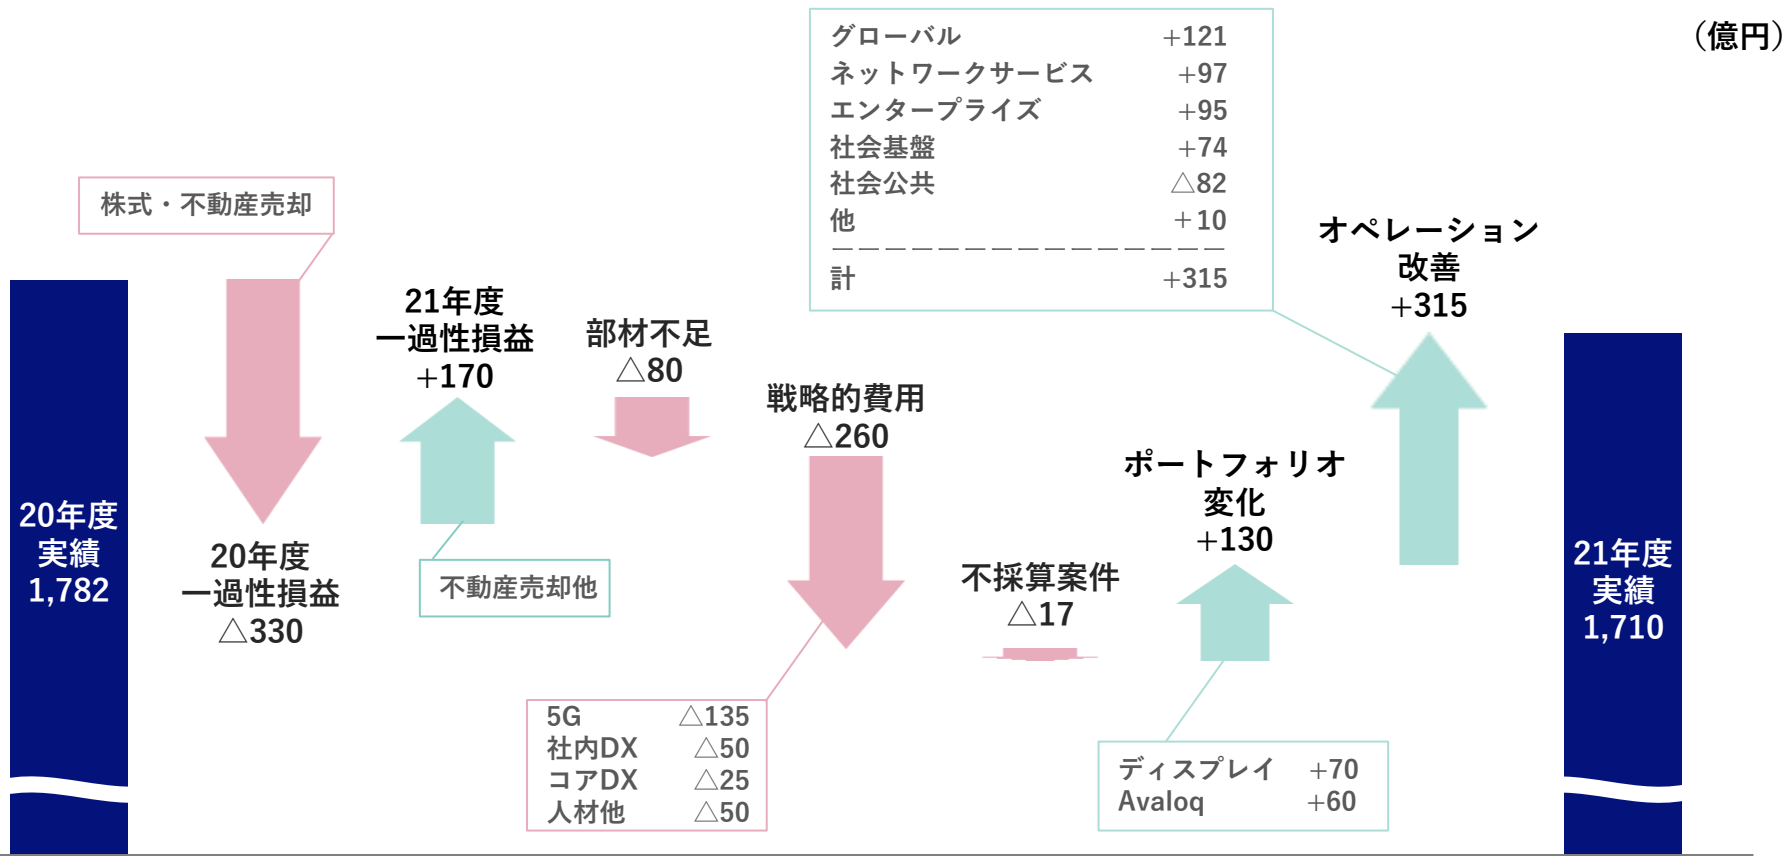 （億円）
グローバル +121
ネットワークサービス +97
エンタープライズ +95
社会基盤 +74
社会公共 △82
他 +10
計 +315
株式・不動産売却
オペレーション
改善
+315
21年度
一過性損益
+170
部材不足
△80
戦略的費用
△260
ポートフォリオ
変化
+130
20年度
実績
1,782
20年度
一過性損益
△330
不動産売却他
不採算案件
△17
21年度
実績
1,710
5G △135
社内DX △50
コアDX △25
人材他 △50
ディスプレイ +70
Avaloq +60